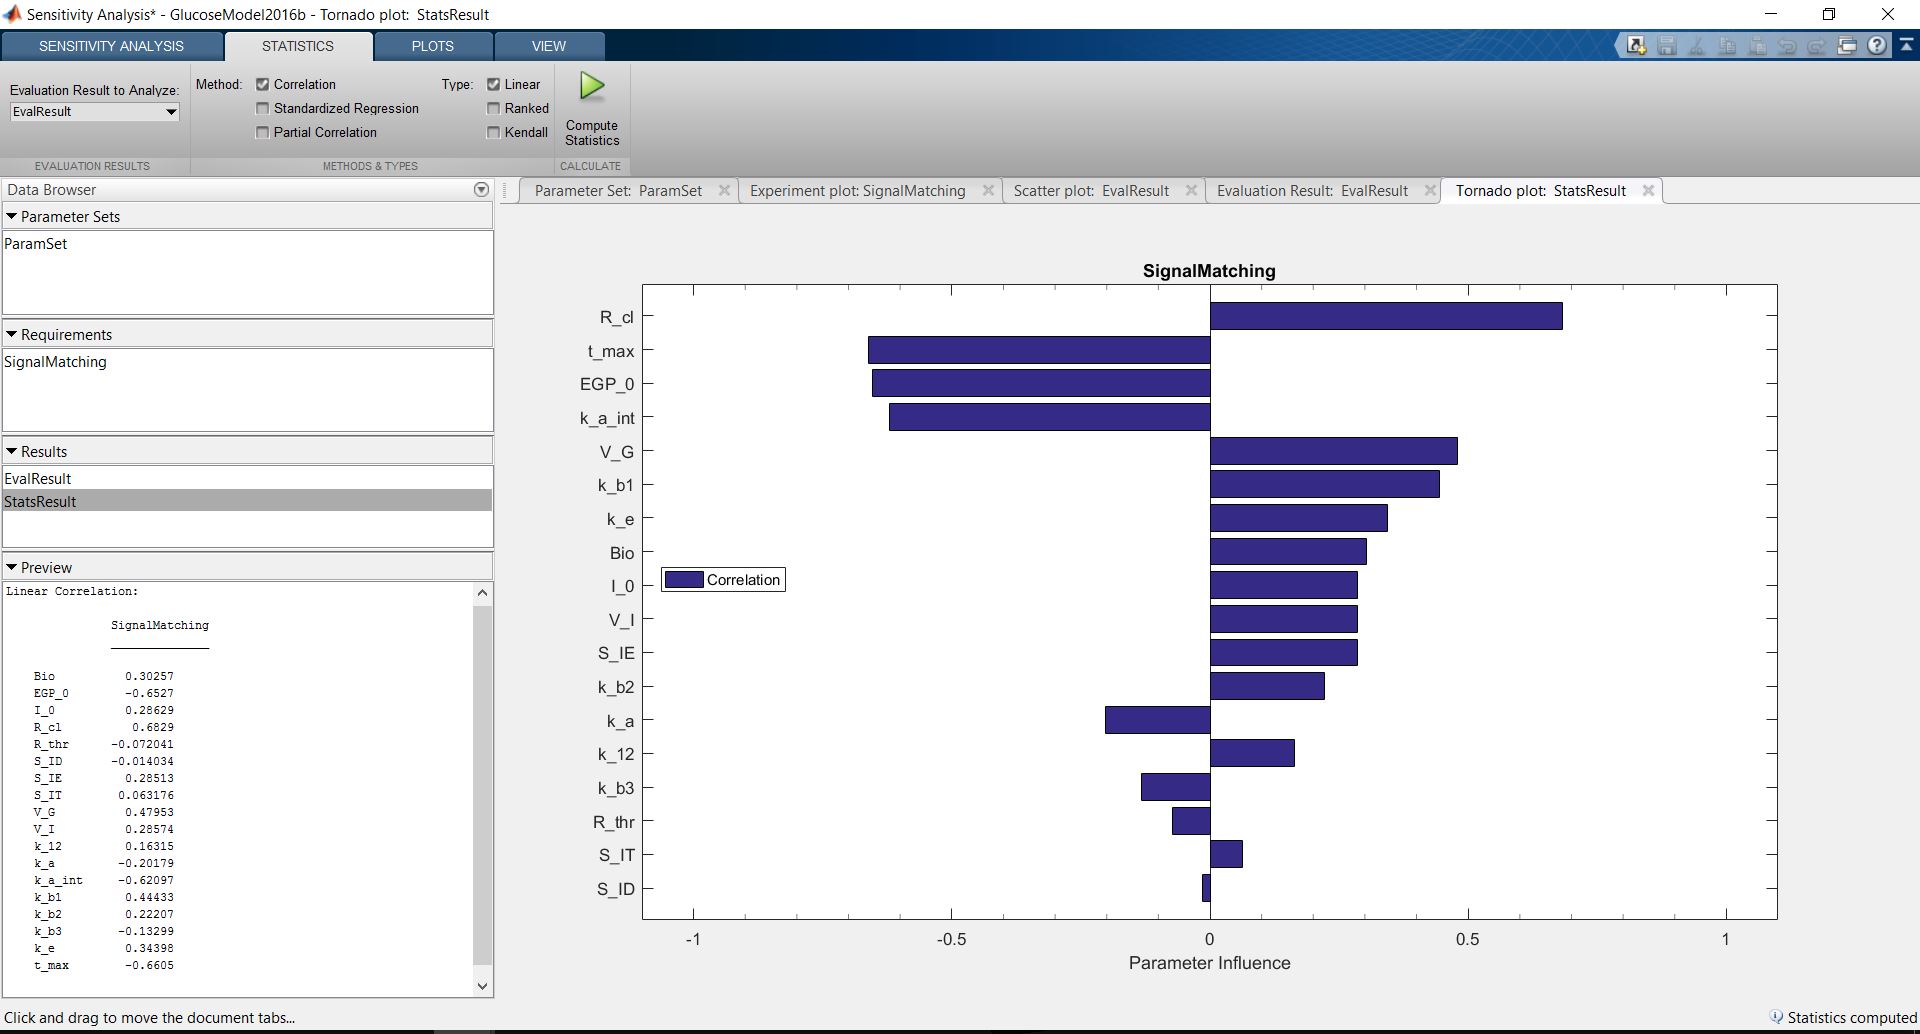 Sensitivity Analysis* - GlucoseModel2016b - Tornado plot: StatsResult
SENSITIVITY ANALYSIS
STATISTICS
PLOTS
VIEW
Evaluation Result to Analyze:
EvalResult
Method:
Correlation
Standardized Regression
Partial Correlation
Type:
Linear
Ranked
Kendall
Compute
Statistics
EVALUATION RESULTS
METHODS & TYPES
CALCULATE
Data Browser
Parameter Sets
ParamSet
Requirements
SignalMatching
Results
EvalResult
StatsResult
Preview
Linear Correlation:
SignalMatching
Bio 0.30257
EGP_0 -0.6527
I_0 0.28629
R_cl 0.6829
R_thr -0.072041
S_ID -0.014034
S_IE 0.28513
S_IT 0.063176
V_G 0.47953
V_I 0.28574
k_12 0.16315
k_a -0.20179
k_a_int -0.62097
k_b1 0.44433
k_b2 0.22207
k_b3 -0.13299
k_e 0.34398
t_max -0.6605
Parameter Set: ParamSet
Experiment plot: SignalMatching
Scatter plot: EvalResult
Evaluation Result: EvalResult
Tornado plot: StatsResult
SignalMatching
R_cl
t_max
EGP_0
k_a_int
V_G
k_b1
k_e
Bio
I_0
V_I
S_IE
k_b2
k_a
k_12
k_b3
R_thr
S_IT
S_ID
Correlation
-1 -0.5 0 0.5 1
Parameter Influence
Click and drag to move the document tabs...
Statistics computed